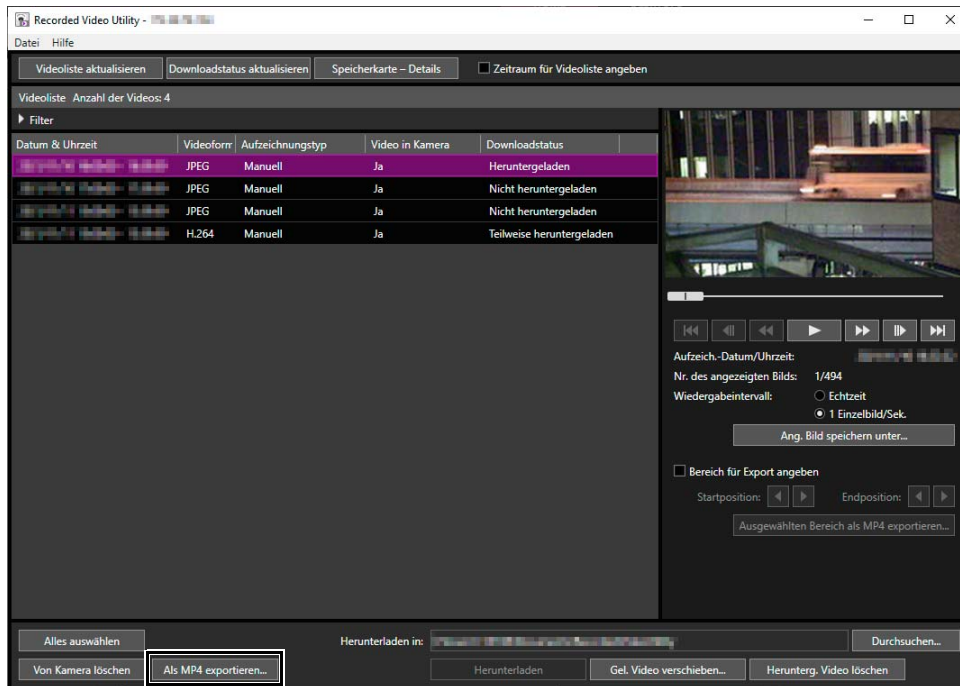 Recorded Video Utility -
Datei Hilfe
Videoliste aktualisieren Downloadstatus aktualisieren Speicherkarte – Details Zeitraum für Videoliste angeben
Videoliste Anzahl der Videos: 4
Filter
Datum & Uhrzeit Videoform Aufzeichnungstyp Video in Kamera Downloadstatus
JPEG Manuell Ja Heruntergeladen
JPEG Manuell Ja Nicht heruntergeladen
JPEG Manuell Ja Nicht heruntergeladen
H.264 Manuell Ja Teilweise heruntergeladen
Aufzeich.-Datum/Uhrzeit:
Nr. des angezeigten Bilds: 1/494
Wiedergabeintervall: Echtzeit
1 Einzelbild/Sek.
Ang. Bild speichern unter...
Bereich für Export angeben
Startposition: Endposition:
Ausgewählten Bereich als MP4 exportieren...
Alles auswählen Herunterladen in: Durchsuchen...
Von Kamera löschen Als MP4 exportieren... Herunterladen Gel. Video verschieben... Herunterg. Video löschen